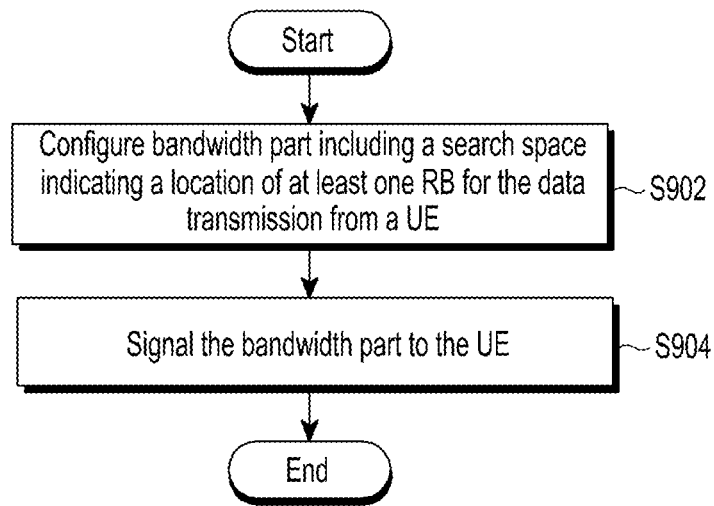 Start
Configure bandwidth part including a search space
indicating a location of at least one RB for the data
transmission from a UE
S902
Signal the bandwidth part to the UE
S904
End